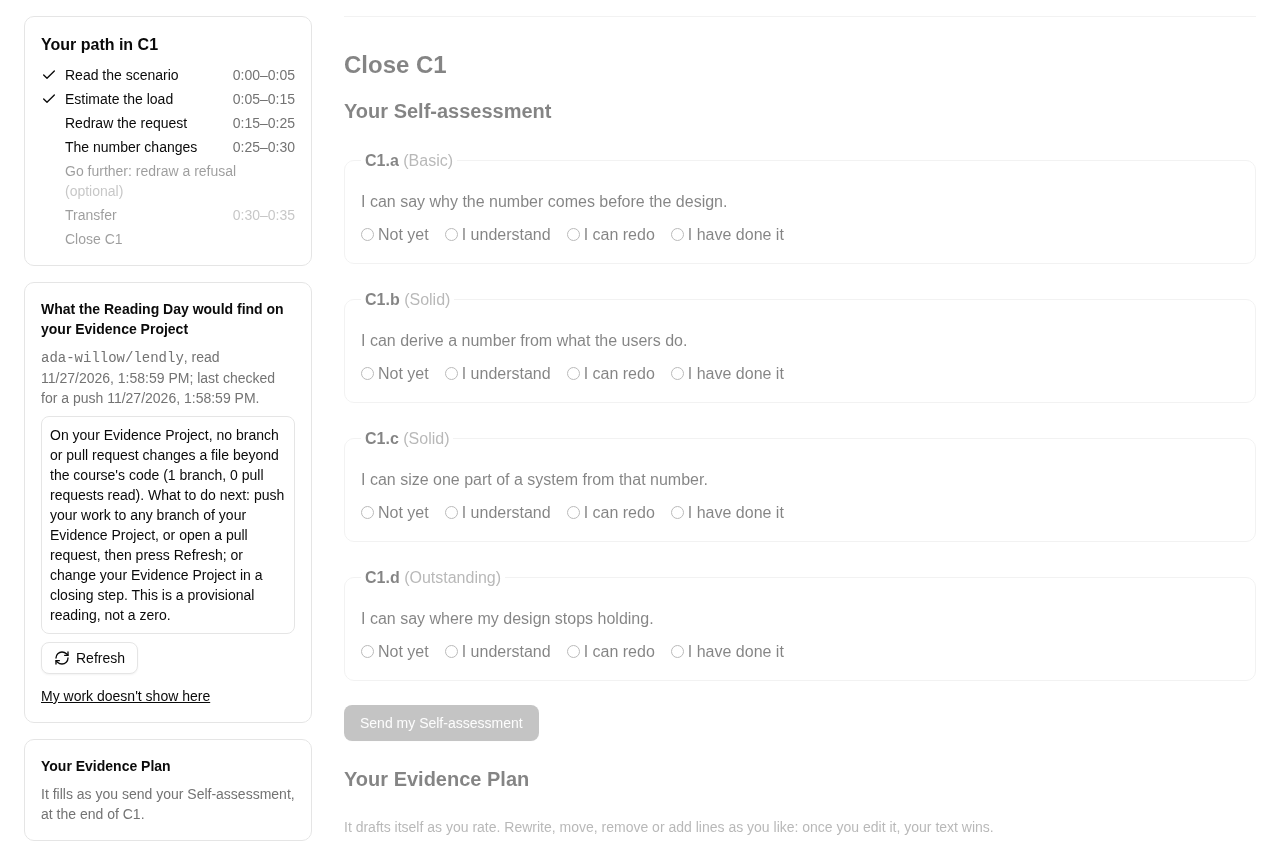 Your path in C1
Read the scenario 0:00–0:05
Estimate the load 0:05–0:15
Redraw the request 0:15–0:25
The number changes 0:25–0:30
Go further: redraw a refusal
(optional)
Transfer 0:30–0:35
Close C1
What the Reading Day would find on
your Evidence Project
ada-willow/lendly, read
11/27/2026, 1:58:59 PM; last checked
for a push 11/27/2026, 1:58:59 PM.
On your Evidence Project, no branch
or pull request changes a file beyond
the course's code (1 branch, 0 pull
requests read). What to do next: push
your work to any branch of your
Evidence Project, or open a pull
request, then press Refresh; or
change your Evidence Project in a
closing step. This is a provisional
reading, not a zero.
Refresh
My work doesn't show here
Your Evidence Plan
It fills as you send your Self-assessment,
at the end of C1.
Close C1
Your Self-assessment
C1.a (Basic)
I can say why the number comes before the design.
Not yet I understand I can redo I have done it
C1.b (Solid)
I can derive a number from what the users do.
Not yet I understand I can redo I have done it
C1.c (Solid)
I can size one part of a system from that number.
Not yet I understand I can redo I have done it
C1.d (Outstanding)
I can say where my design stops holding.
Not yet I understand I can redo I have done it
Send my Self-assessment
Your Evidence Plan
It drafts itself as you rate. Rewrite, move, remove or add lines as you like: once you edit it, your text wins.